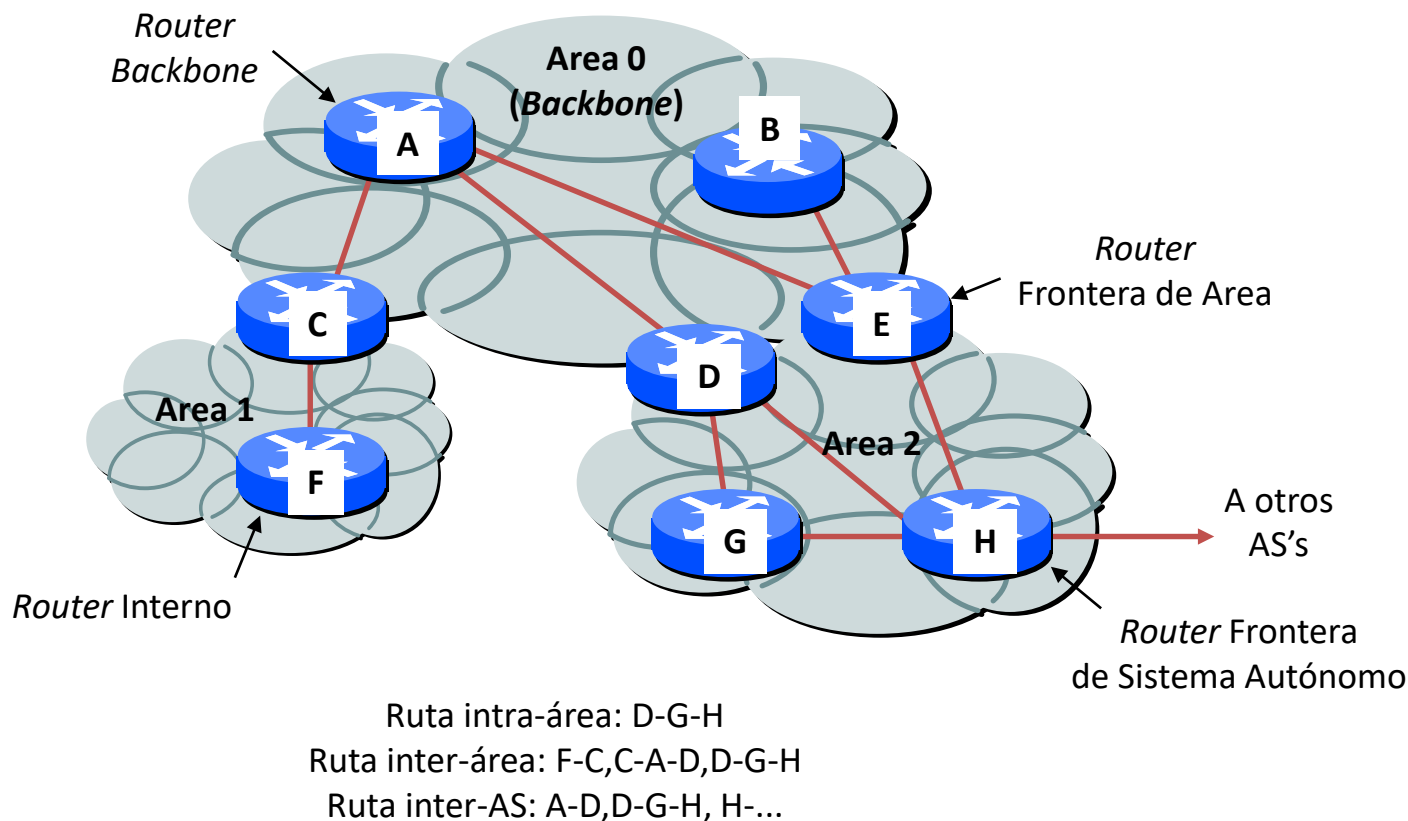 Router
Backbone
Area 0
(Backbone)
A
B
Router
Frontera de Area
C
E
D
Area 1
Area 2
F
G
H
A otros
AS's
Router Interno
Router Frontera
de Sistema Autónomo
Ruta intra-área: D-G-H
Ruta inter-área: F-C,C-A-D,D-G-H
Ruta inter-AS: A-D,D-G-H, H-...